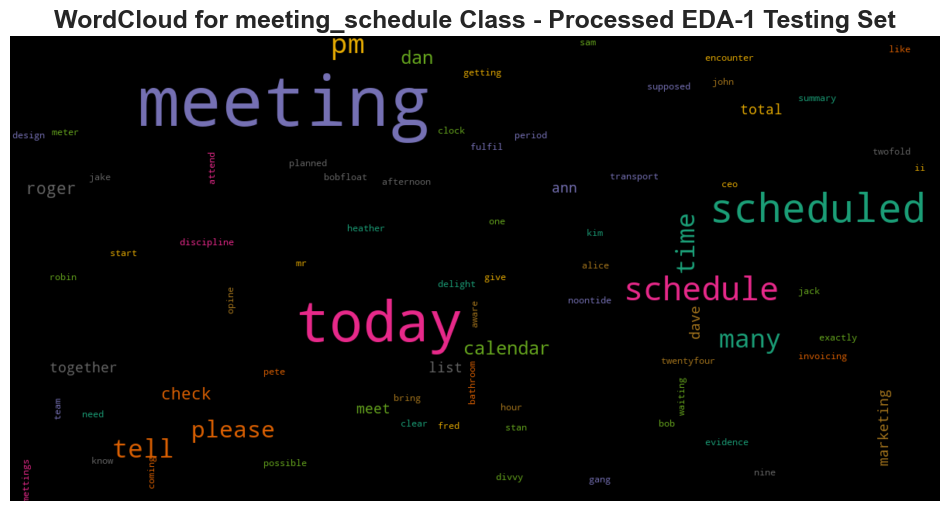 WordCloud for meeting_schedule Class - Processed EDA-1 Testing Set
pm
sam
like
dan
encounter
getting
supposed
john
meeting
total
summary
design
meter
clock
period
fulfil
attend
planned
twofold
jake
bobfloat
afternoon
transport
ii
roger
ann
ceo
scheduled
one
time
heather
kim
discipline
start
mr
alice
robin
delight
give
schedule
jack
opine
noontide
aware
today
dave
many
exactly
calendar
invoicing
together
pete
list
bathroom
twentyfour
check
bring
waiting
marketing
team
need
meet
hour
please
clear
fred
stan
bob
tell
evidence
know
coming
possible
nine
mettings
divvy
gang